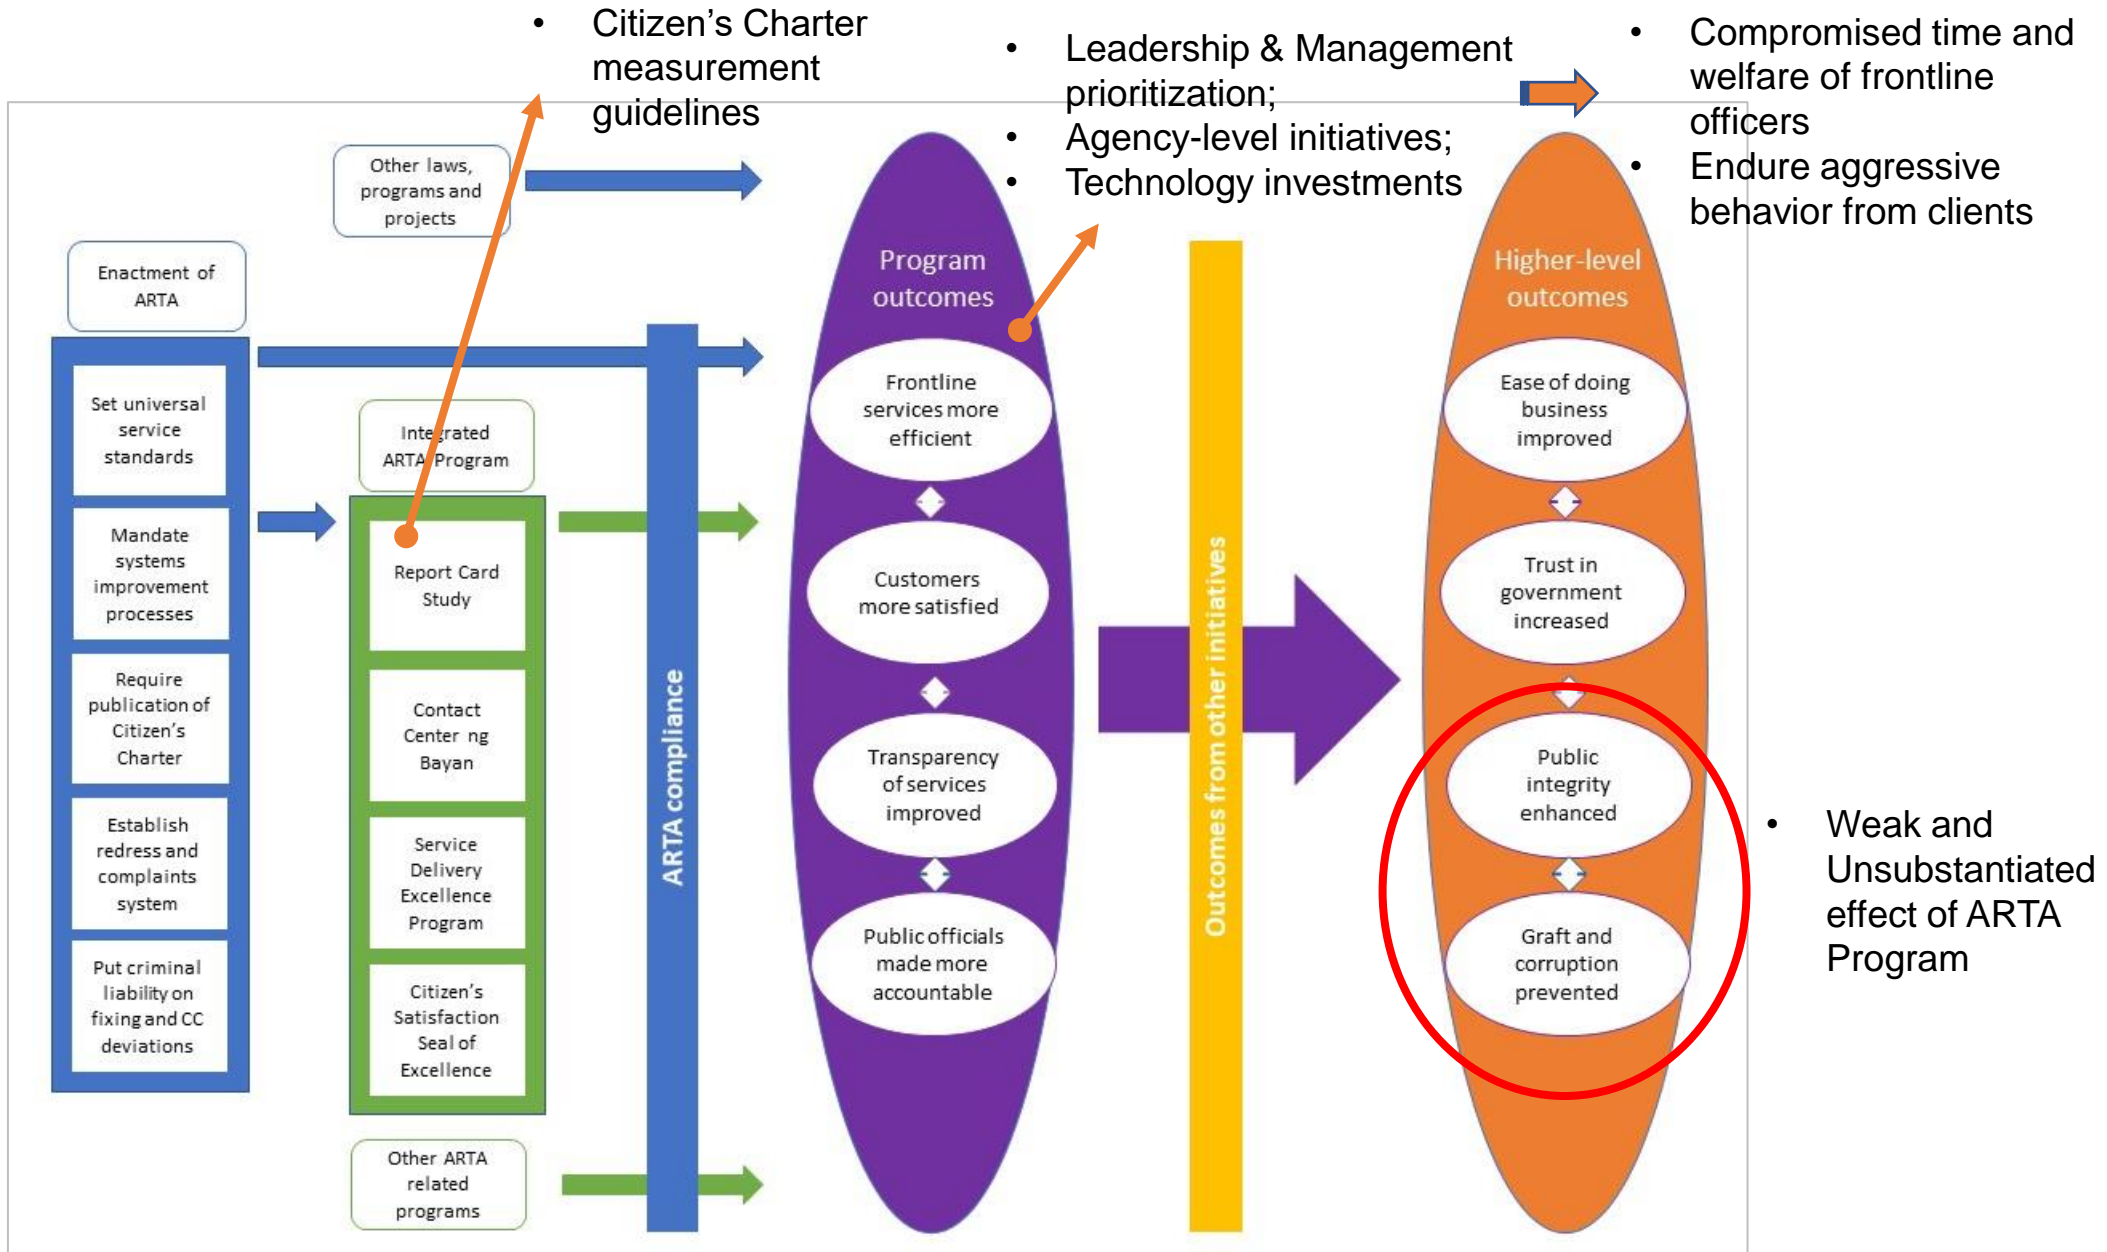 • Citizen’s Charter
measurement
guidelines
• Leadership & Management
prioritization;
• Agency-level initiatives;
• Technology investments
• Compromised time and
welfare of frontline
officers
• Endure aggressive
behavior from clients
Other laws,
programs and
projects
Enactment of
ARTA
Set universal
service
standards
Mandate
systems
improvement
processes
Require
publication of
Citizen’s
Charter
Establish
redress and
complaints
system
Put criminal
liability on
fixing and CC
deviations
Integrated
ARTA Program
Report Card
Study
Contact
Center ng
Bayan
Service
Delivery
Excellence
Program
Citizen’s
Satisfaction
Seal of
Excellence
Other ARTA
related
programs
ARTA compliance
Program
outcomes
Frontline
services more
efficient
Customers
more satisfied
Transparency
of services
improved
Public officials
made more
accountable
Outcomes from other initiatives
Higher-level
outcomes
Ease of doing
business
improved
Trust in
government
increased
Public
integrity
enhanced
Graft and
corruption
prevented
• Weak and
Unsubstantiated
effect of ARTA
Program